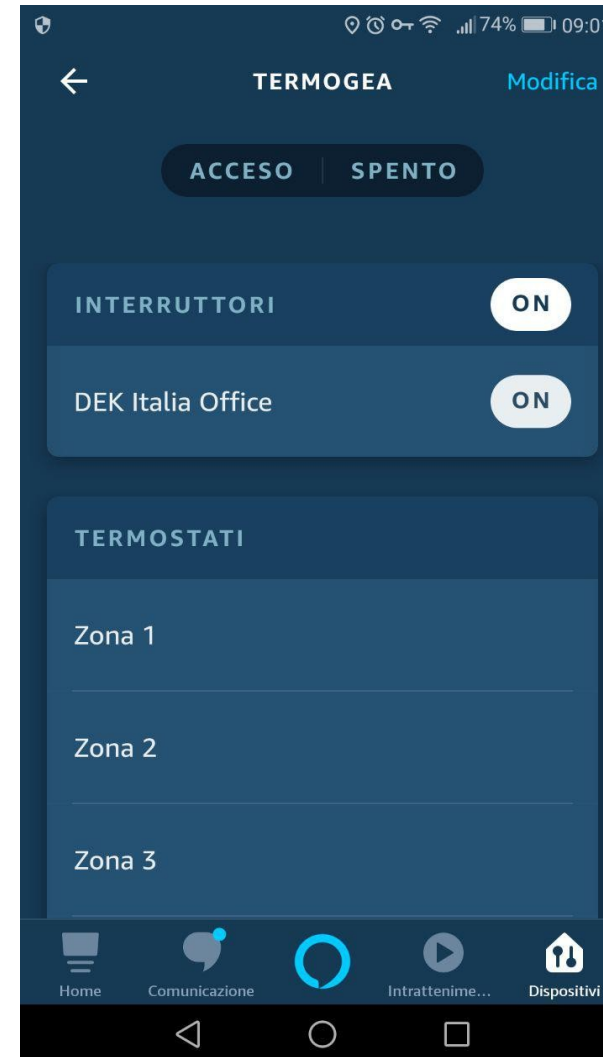 74% 09:01
TERMOGEA Modifica
ACCESO SPENTO
INTERRUTTORI ON
DEK Italia Office ON
TERMOSTATI
Zona 1
Zona 2
Zona 3
Home Comunicazione Intrattenime... Dispositivi